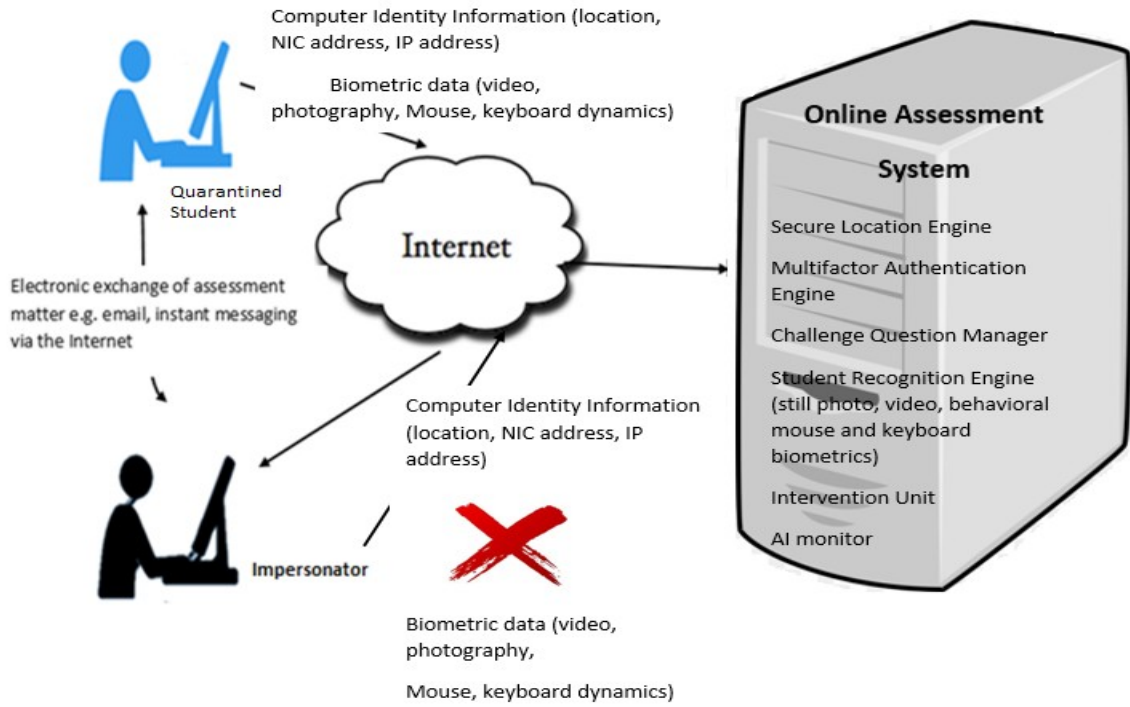 Computer Identity Information (location,
NIC address, IP address)
Biometric data (video,
photography, Mouse, keyboard dynamics)
Quarantined
Student
Internet
Electronic exchange of assessment
matter e.g. email, instant messaging
via the Internet
Impersonator
Computer Identity Information
(location, NIC address, IP
address)
Biometric data (video,
photography,
Mouse, keyboard dynamics)
Online Assessment
System
Secure Location Engine
Multifactor Authentication
Engine
Challenge Question Manager
Student Recognition Engine
(still photo, video, behavioral
mouse and keyboard
biometrics)
Intervention Unit
AI monitor